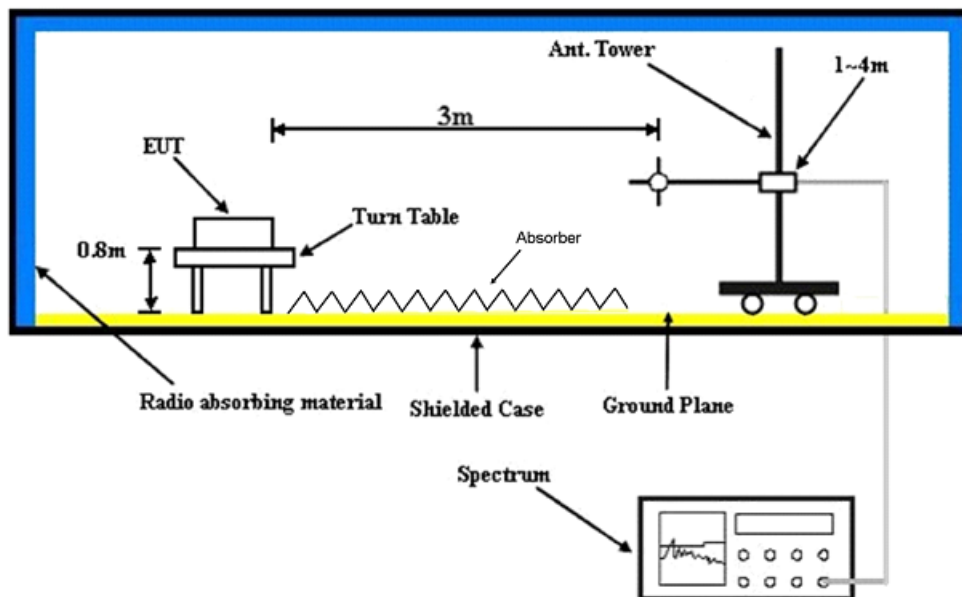 Ant. Tower
1~4m
3m
EUT
Turn Table
0.8m
Absorber
Radio absorbing material
Shielded Case
Ground Plane
Spectrum